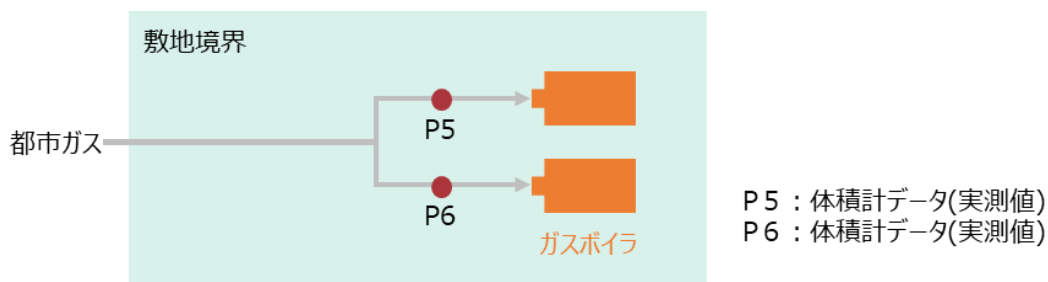 敷地境界
都市ガス
P5
P6
ガスボイラ
P5：体積計データ(実測値)
P6：体積計データ(実測値)